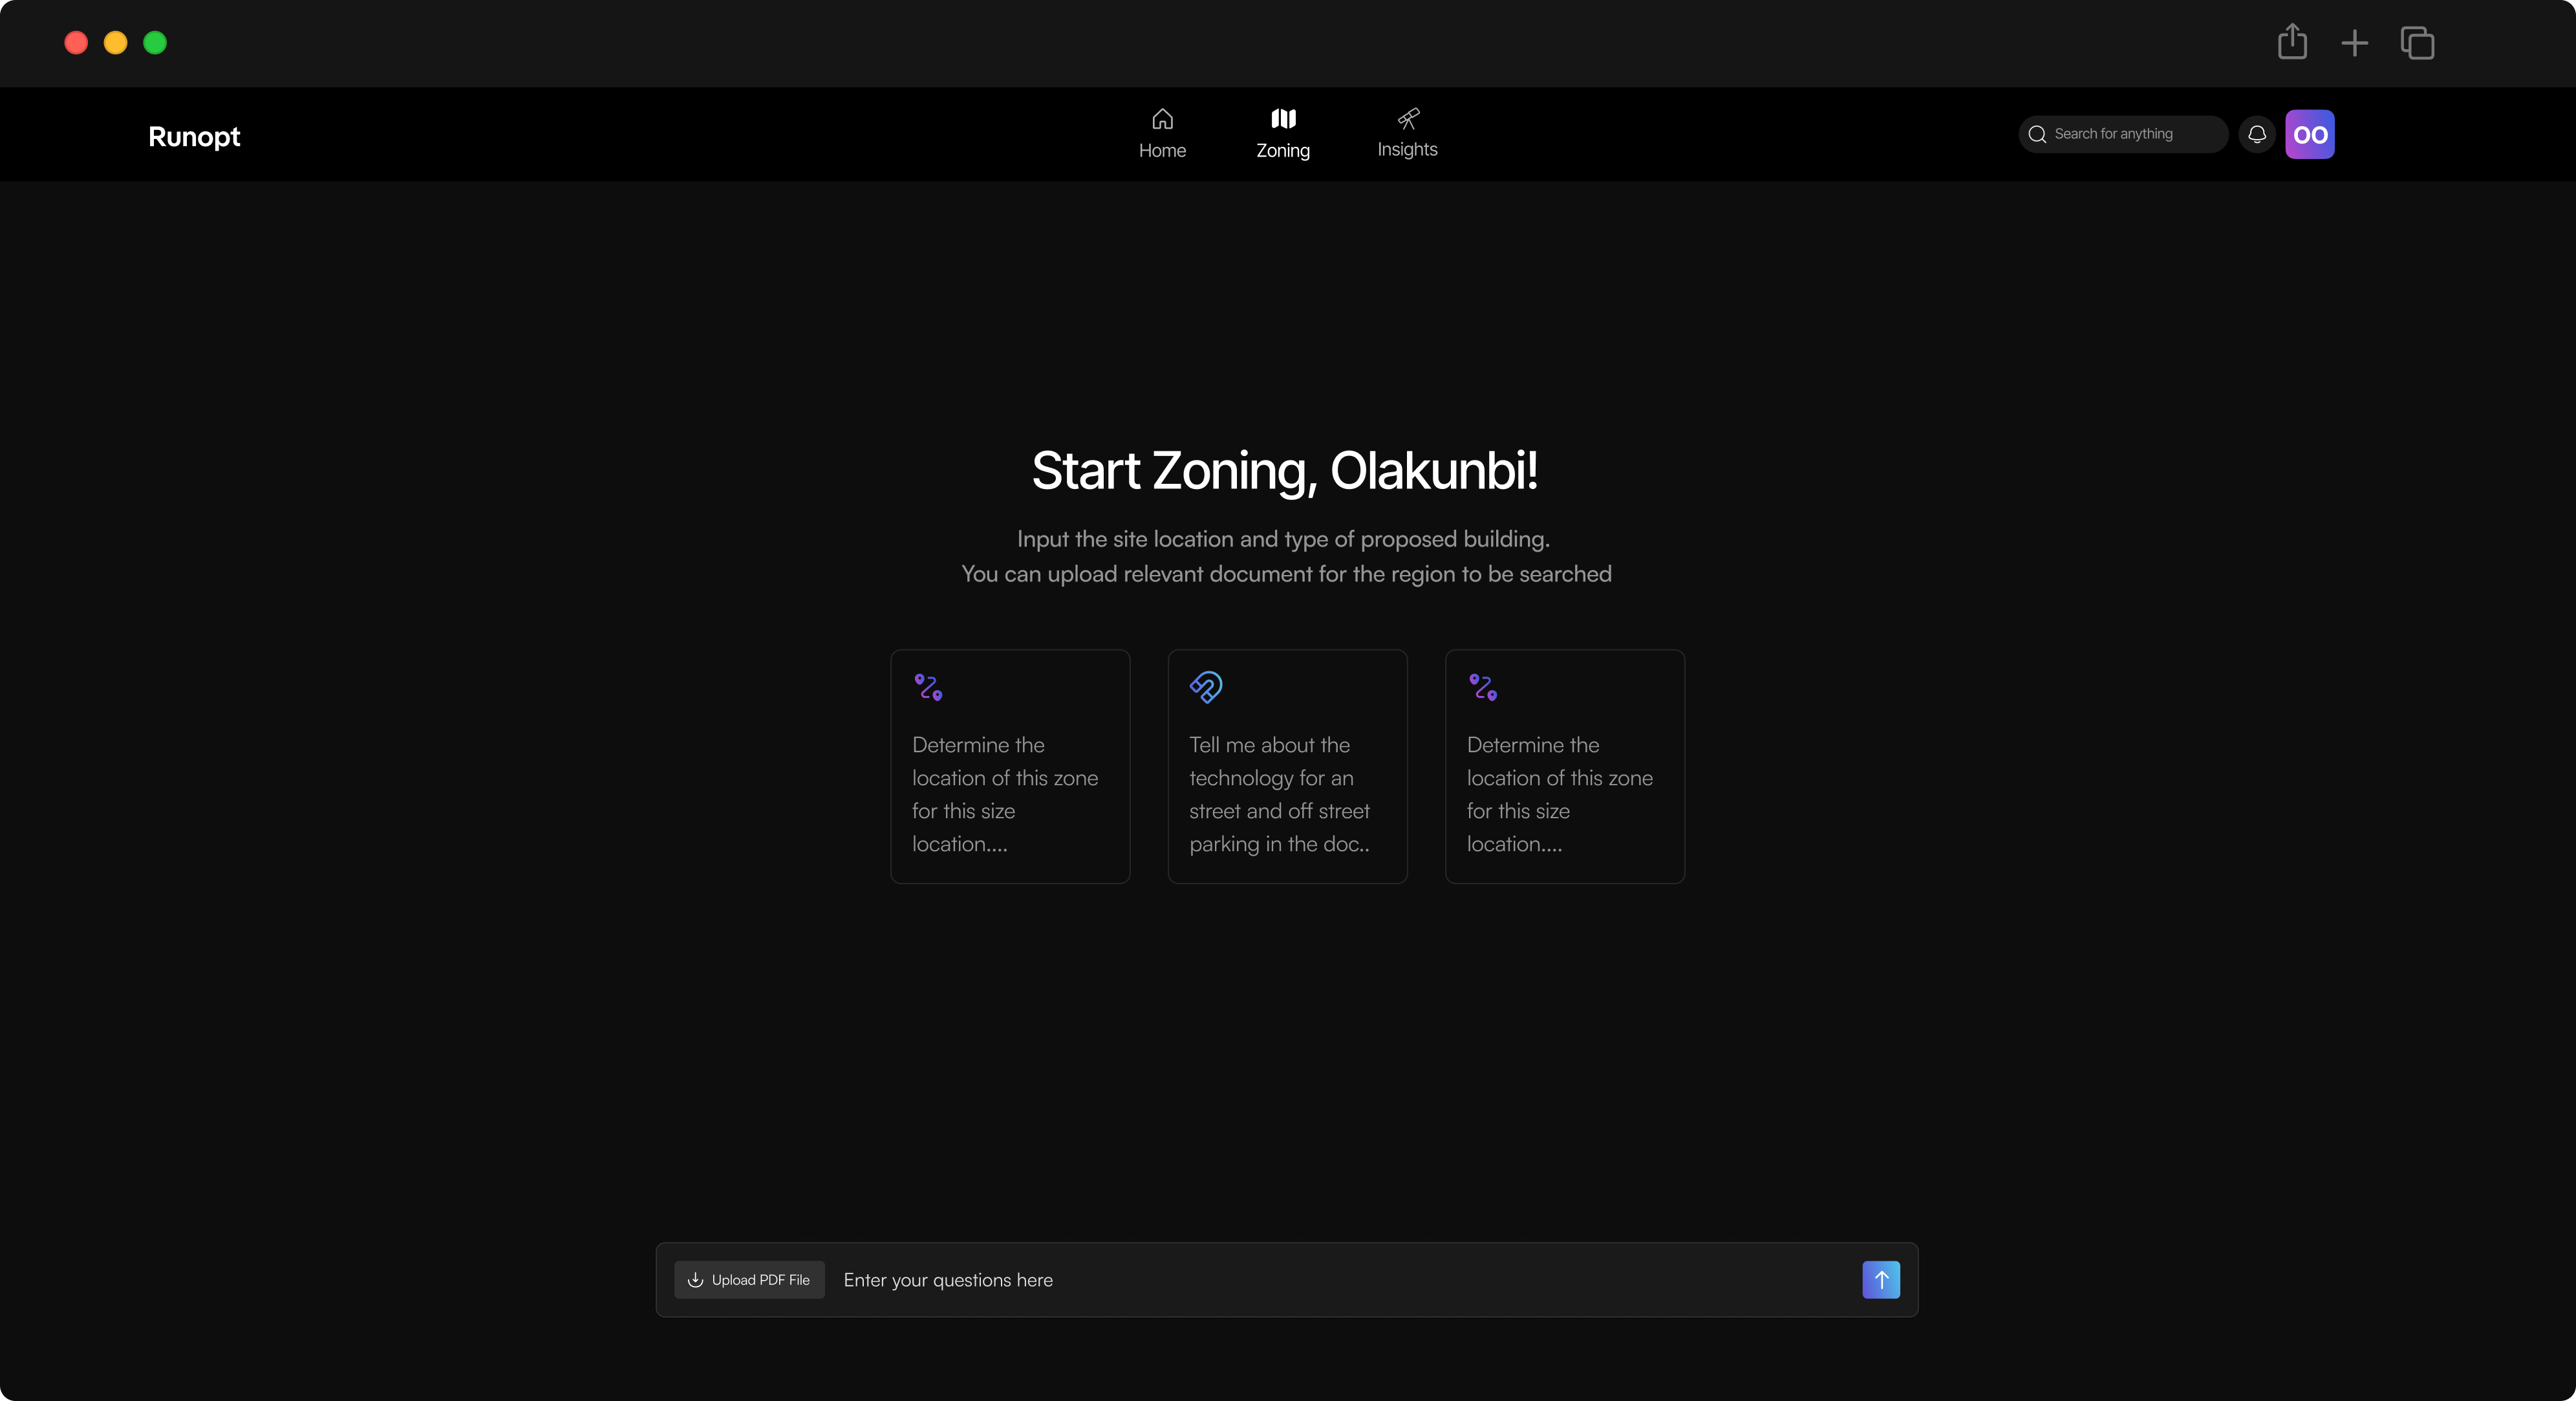 Runopt
Home
Zoning
Insights
Search for anything
OO
Start Zoning, Olakunbi!
Input the site location and type of proposed building.
You can upload relevant document for the region to be searched
Determine the
location of this zone
for this size
location....
Tell me about the
technology for an
street and off street
parking in the doc..
Determine the
location of this zone
for this size
location....
Upload PDF File
Enter your questions here